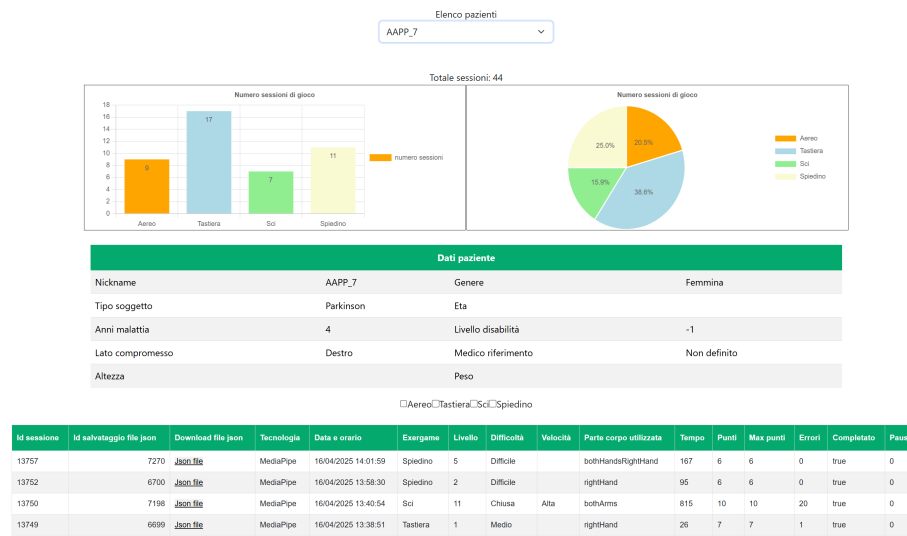 Elenco pazienti
AAPP_7
Totale sessioni: 44
Numero sessioni di gioco
18
16
14
12
10
8
6
4
2
0
9
17
7
11
Aereo
Tastiera
Sci
Spiedino
numero sessioni
Numero sessioni di gioco
25.0%
20.5%
15.9%
38.6%
Aereo
Tastiera
Sci
Spiedino
Dati paziente
Nickname AAPP_7 Genere Femmina
Tipo soggetto Parkinson Eta
Anni malattia 4 Livello disabilità -1
Lato compromesso Destro Medico riferimento Non definito
Altezza Peso
Aereo Tastiera Sci Spiedino
Id sessione Id salvataggio file json Download file json Tecnologia Data e orario Exergame Livello Difficoltà Velocità Parte corpo utilizzata Tempo Punti Max punti Errori Completato Paus
13757 7270 Json file MediaPipe 16/04/2025 14:01:59 Spiedino 5 Difficile bothHandsRightHand 167 6 6 0 true 0
13752 6700 Json file MediaPipe 16/04/2025 13:58:30 Spiedino 2 Difficile rightHand 95 6 6 0 true 0
13750 7198 Json file MediaPipe 16/04/2025 13:40:54 Sci 11 Chiusa Alta bothArms 815 10 10 20 true 0
13749 6699 Json file MediaPipe 16/04/2025 13:38:51 Tastiera 1 Medio rightHand 26 7 7 1 true 0